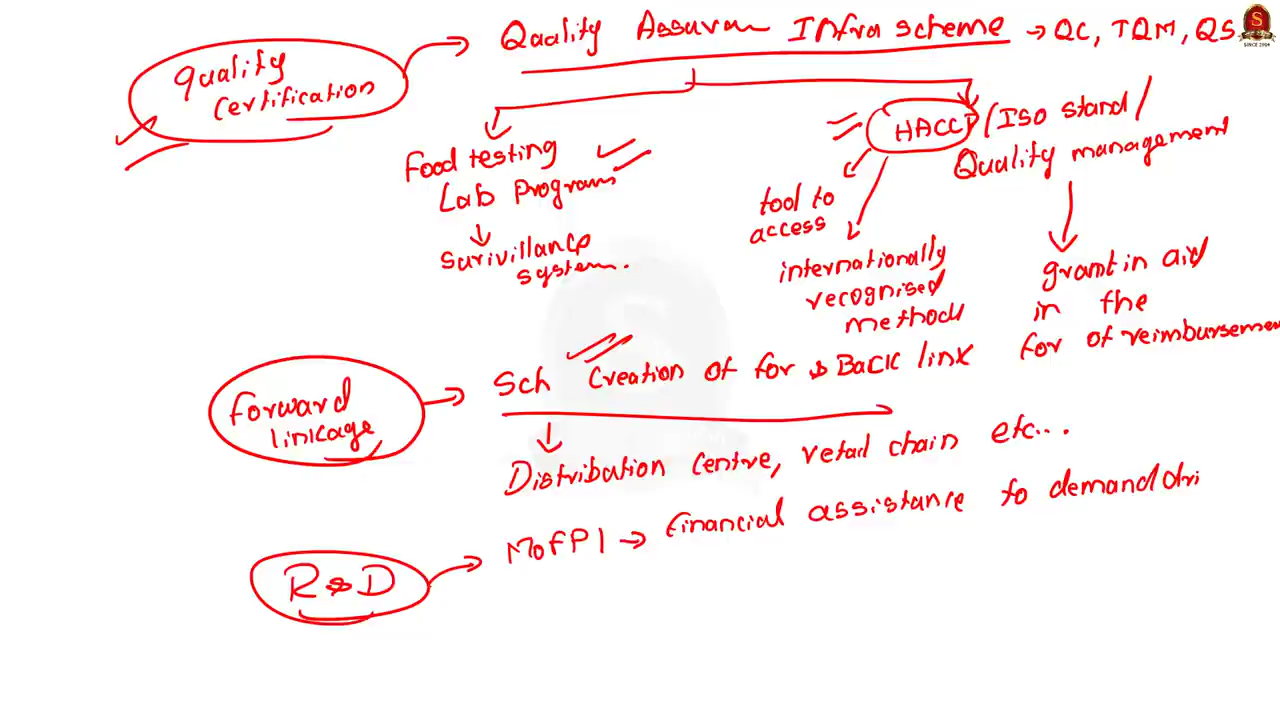 Quality Assuran Infra scheme → QC, TQM, QS
Quality
certification
Food testing
Lab Program
↓
Surivillance
system.
HACCP / ISO stand /
Quality management
tool to
access
internationally
recognised
method
grant in aid
in the
for of reimbursemen
Forward
linkage
Sch Creation of for & Back link
↓
Distribution centre, retail chain etc...
R & D
MOFPI → Financial assistance to demand dri
S
SINCE 2004